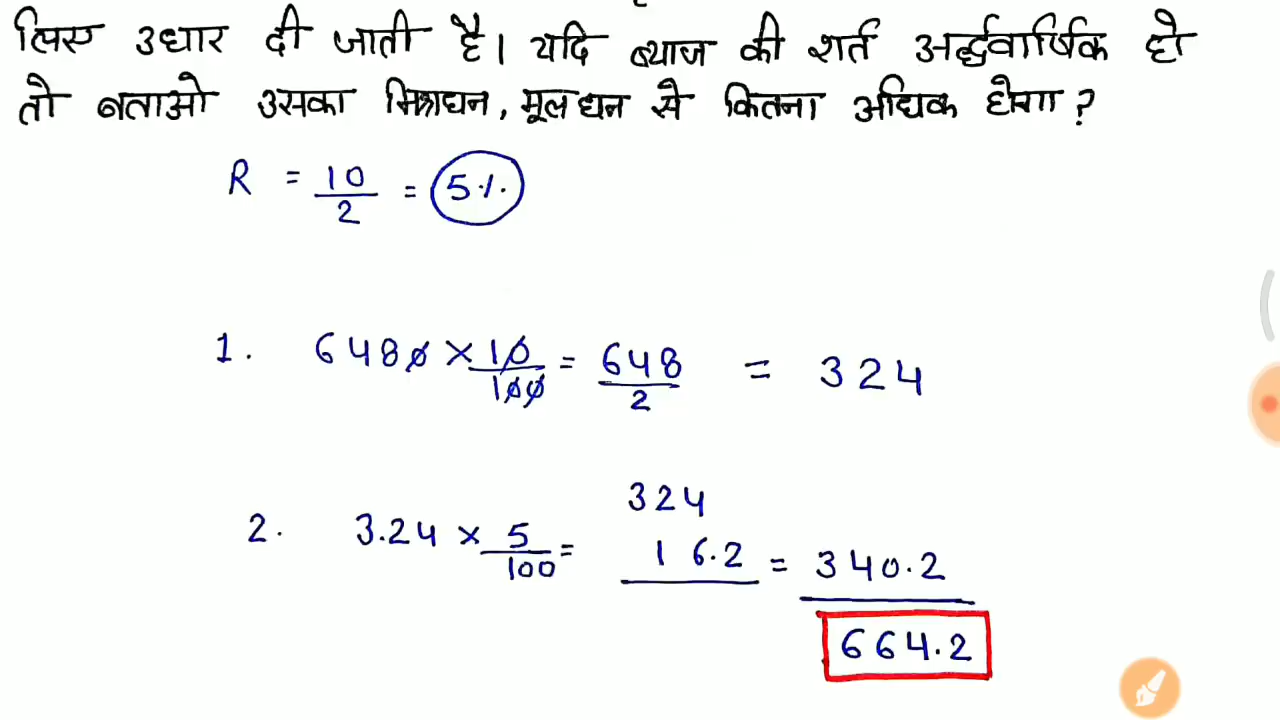 लिए उधार दी जाती है। यदि ब्याज की शर्त अर्द्धवार्षिक हो
तो बताओ उसका मिश्रधन, मूलधन से कितना अधिक होगा?
R = 10/2 = 5%
1. 6480 × 10/100 = 648/2 = 324
2. 3.24 × 5/100 = 324
16.2 = 340.2
664.2